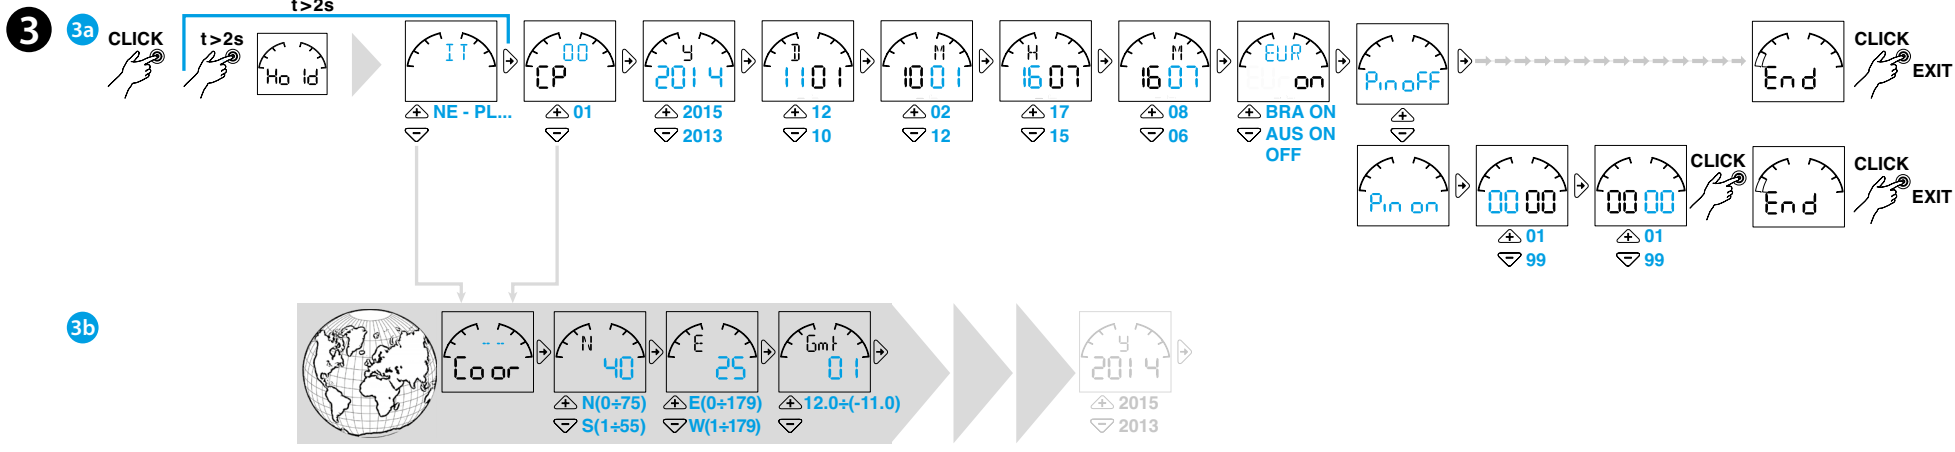 3
3a
CLICK
t>2s
t>2s
Hold
IT
NE - PL...
00
CP
01
Y
2014
2015
2013
D
1101
12
10
M
1001
02
12
H
1607
17
15
M
1607
08
06
EUR
on
BRA ON
AUS ON
OFF
PinoFF
End
CLICK
EXIT
Pin on
0000
01
99
0000
01
99
CLICK
End
CLICK
EXIT
3b
-- --
Coor
N
40
N(0÷75)
S(1÷55)
E
25
E(0÷179)
W(1÷179)
Gmt
01
12.0÷(-11.0)
Y
2014
2015
2013